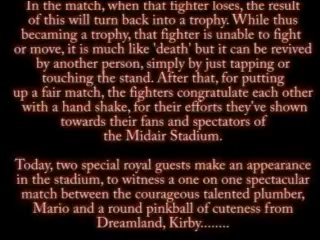 In the match, when that fighter loses, the result
of this will turn back into a trophy. While thus
becaming a trophy, that fighter is unable to fight
or move, it is much like 'death' but it can be revived
by another person, simply by just tapping or
touching the stand. After that, for putting
up a fair match, the fighters congratulate each other
with a hand shake, for their efforts they've shown
towards their fans and spectators of
the Midair Stadium.
Today, two special royal guests make an appearance
in the stadium, to witness a one on one spectacular
match between the courageous talented plumber,
Mario and a round pinkball of cuteness from
Dreamland, Kirby........